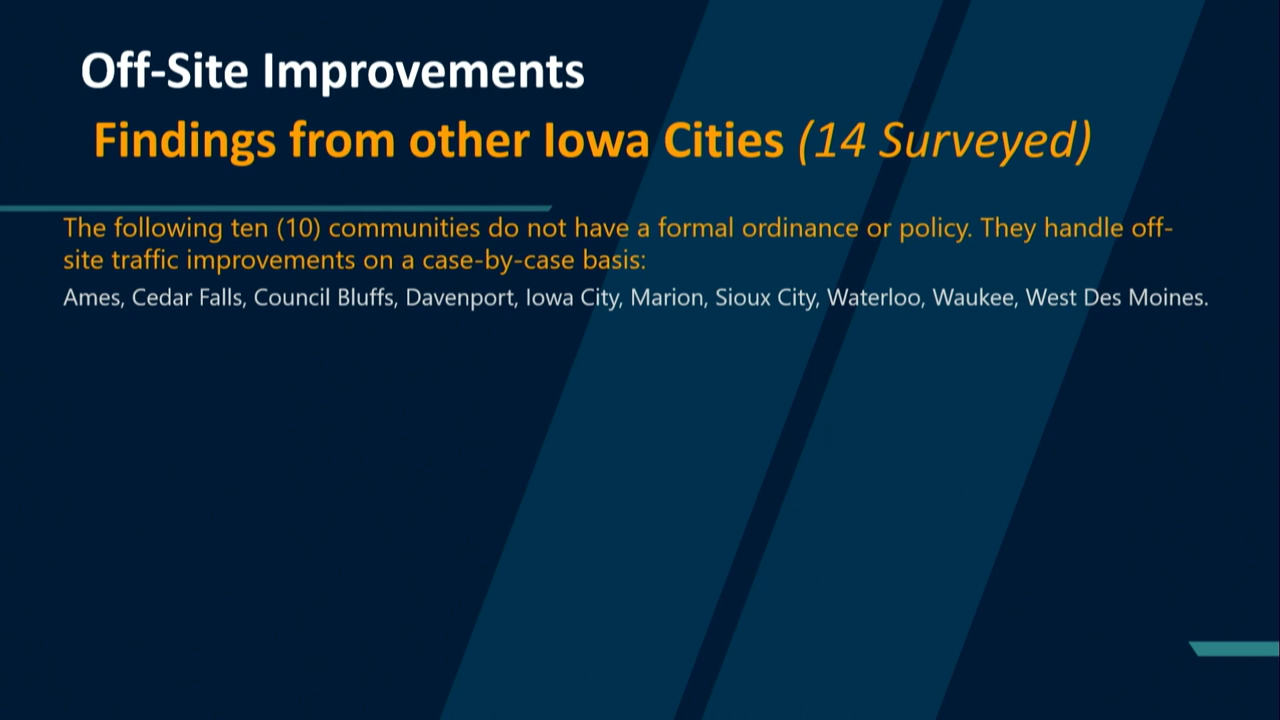 Off-Site Improvements
Findings from other Iowa Cities (14 Surveyed)
The following ten (10) communities do not have a formal ordinance or policy. They handle off-
site traffic improvements on a case-by-case basis:
Ames, Cedar Falls, Council Bluffs, Davenport, Iowa City, Marion, Sioux City, Waterloo, Waukee, West Des Moines.